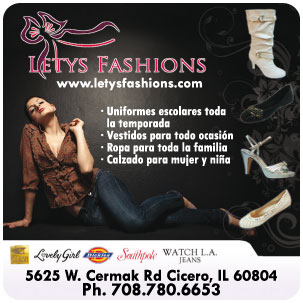 LETYS FASHIONS
www.letysfashions.com
· Uniformes escolares toda
la temporada
· Vestidos para todo ocasión
· Ropa para toda la familia
· Calzado para mujer y niña
Lovely Girl Dickies Southpole WATCH L.A.
JEANS
5625 W. Cermak Rd Cicero, IL 60804
Ph. 708.780.6653